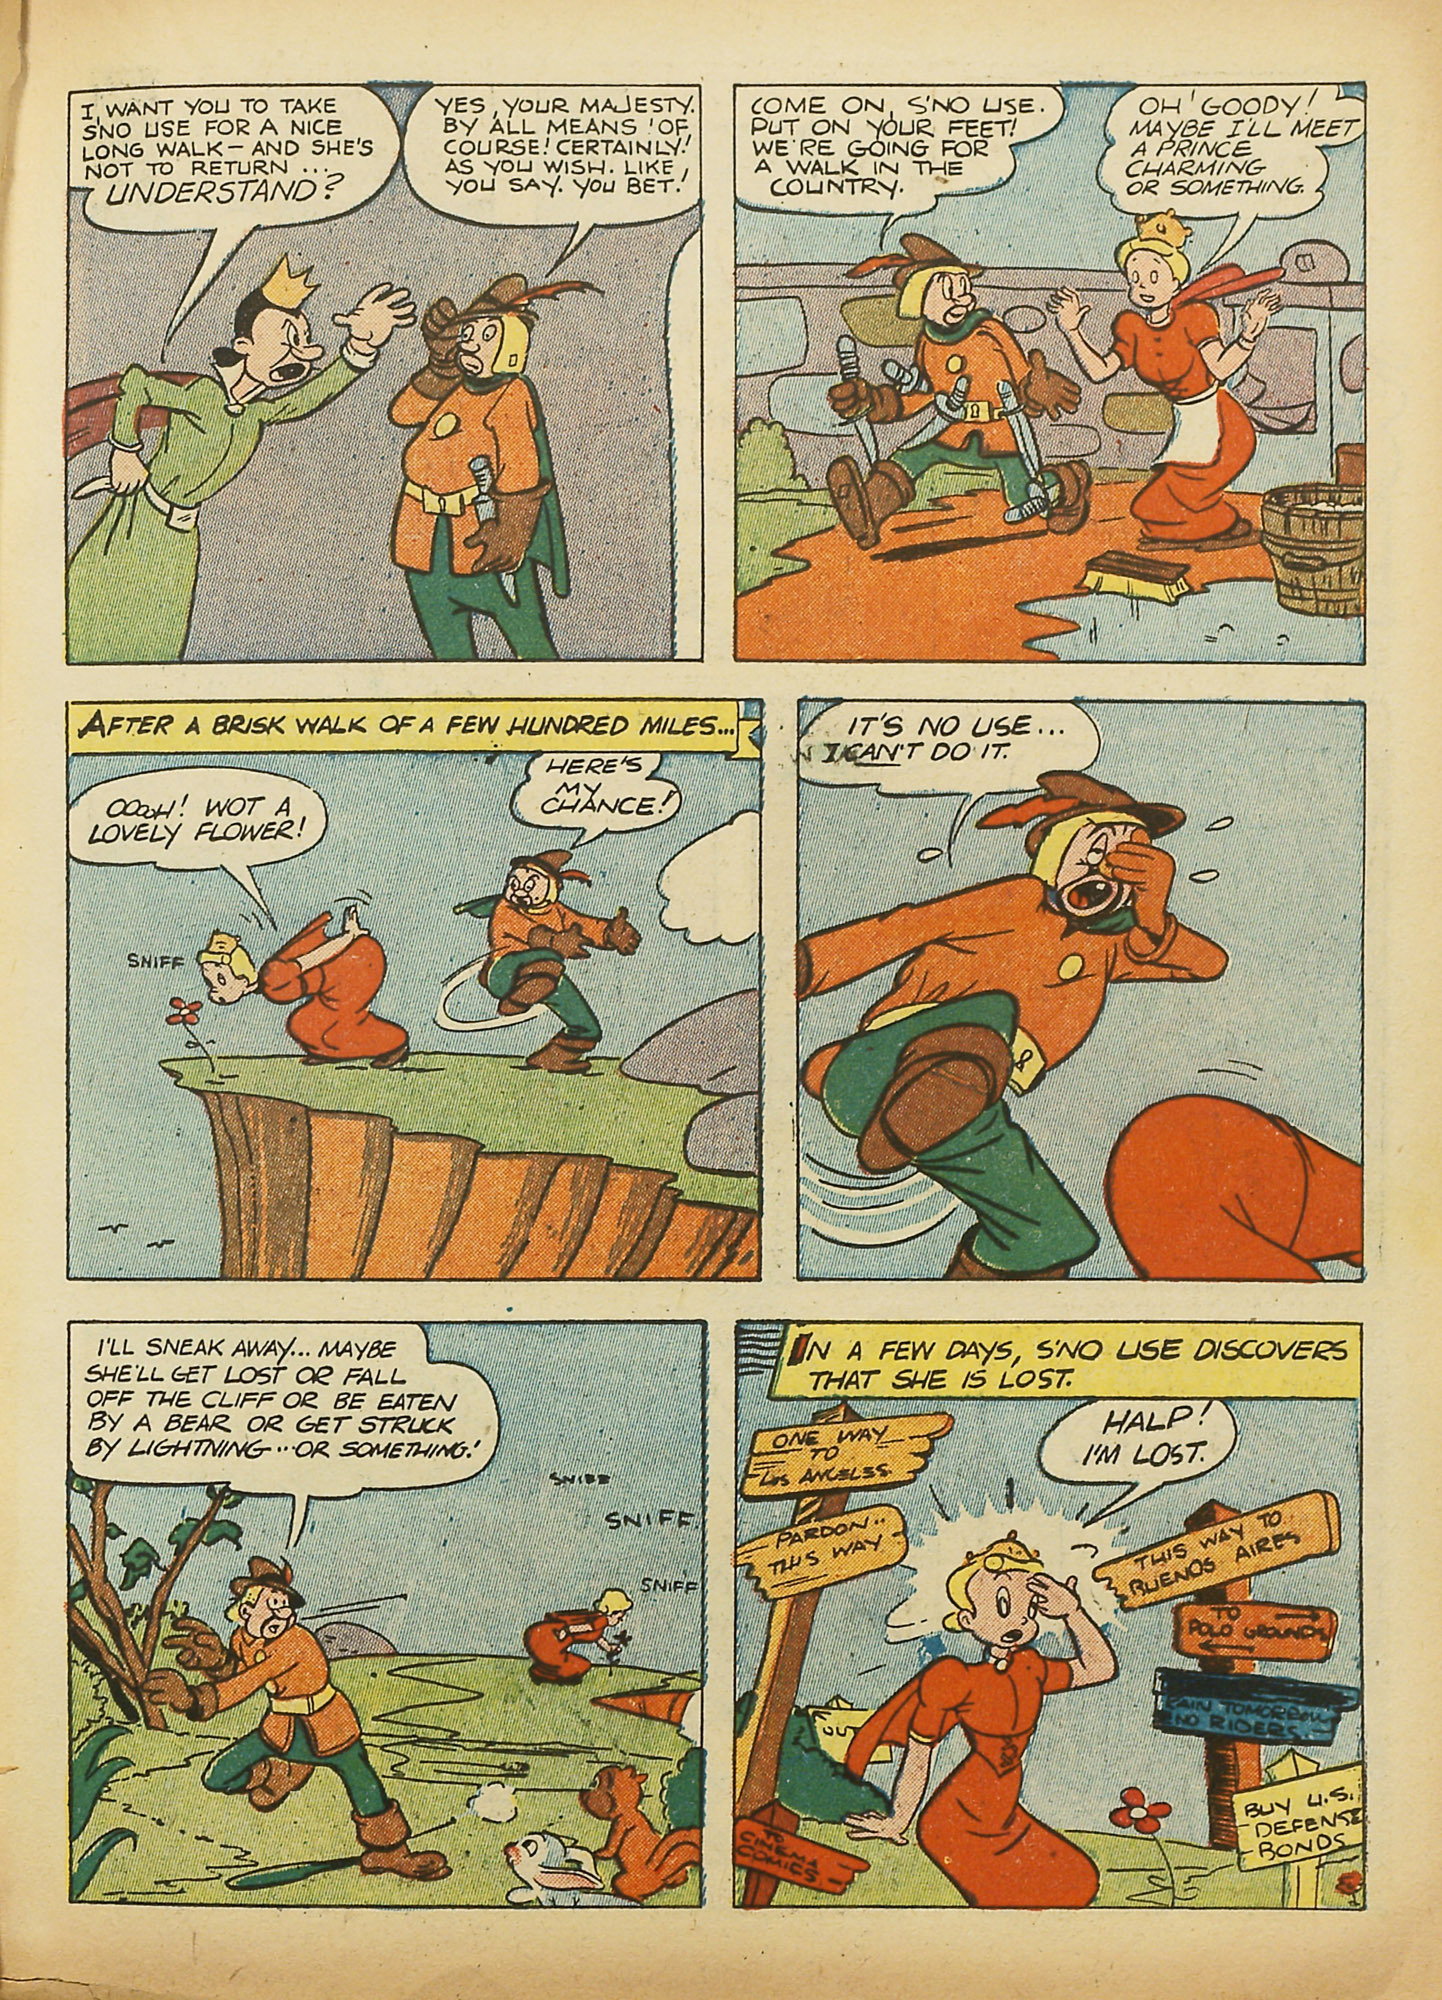 I WANT YOU TO TAKE
S'NO USE FOR A NICE
LONG WALK – AND SHE'S
NOT TO RETURN ...
UNDERSTAND?
YES, YOUR MAJESTY.
BY ALL MEANS! OF
COURSE! CERTAINLY!
AS YOU WISH. LIKE
YOU SAY. YOU BET!
COME ON, S'NO USE.
PUT ON YOUR FEET!
WE'RE GOING FOR
A WALK IN THE
COUNTRY.
OH! GOODY!
MAYBE I'LL MEET
A PRINCE
CHARMING
OR SOMETHING.
AFTER A BRISK WALK OF A FEW HUNDRED MILES...
OOOOH! WOT A
LOVELY FLOWER!
HERE'S
MY
CHANCE!
SNIFF
IT'S NO USE...
I CAN'T DO IT.
I'LL SNEAK AWAY... MAYBE
SHE'LL GET LOST OR FALL
OFF THE CLIFF OR BE EATEN
BY A BEAR OR GET STRUCK
BY LIGHTNING... OR SOMETHING!
SNIFF
SNIFF
SNIFF
IN A FEW DAYS, S'NO USE DISCOVERS
THAT SHE IS LOST.
HALP!
I'M LOST.
ONE WAY
TO
LOS ANGELES
PARDON..
THIS WAY
THIS WAY TO
BUENOS AIRES
TO
POLO GROUNDS
RAIN TOMORROW
NO RIDERS
OUT
TO
CINEMA
COMICS
BUY U.S.
DEFENSE
BONDS